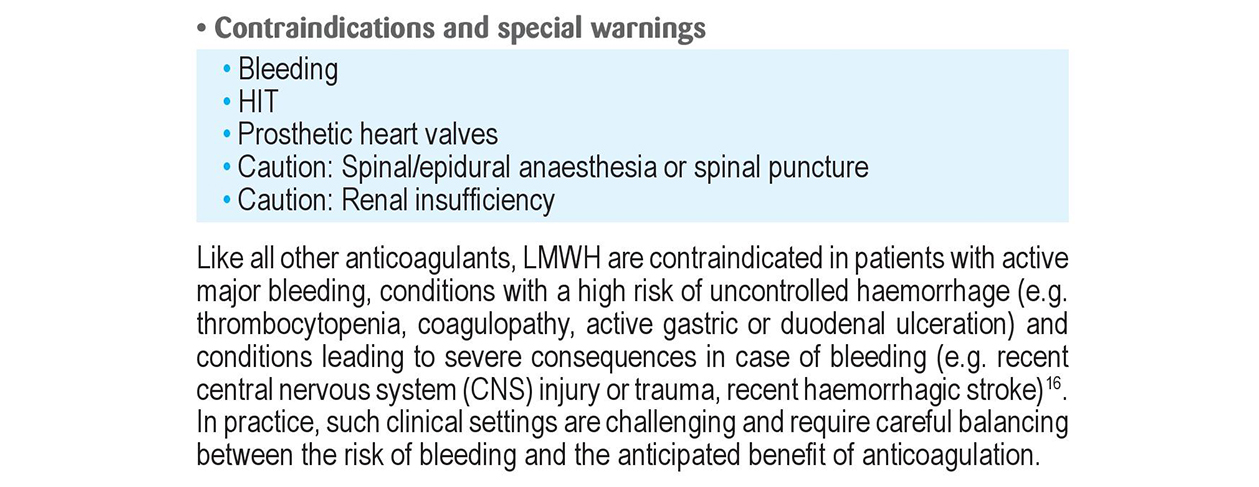 • Contraindications and special warnings
• Bleeding
• HIT
• Prosthetic heart valves
• Caution: Spinal/epidural anaesthesia or spinal puncture
• Caution: Renal insufficiency
Like all other anticoagulants, LMWH are contraindicated in patients with active
major bleeding, conditions with a high risk of uncontrolled haemorrhage (e.g.
thrombocytopenia, coagulopathy, active gastric or duodenal ulceration) and
conditions leading to severe consequences in case of bleeding (e.g. recent
central nervous system (CNS) injury or trauma, recent haemorrhagic stroke)16.
In practice, such clinical settings are challenging and require careful balancing
between the risk of bleeding and the anticipated benefit of anticoagulation.